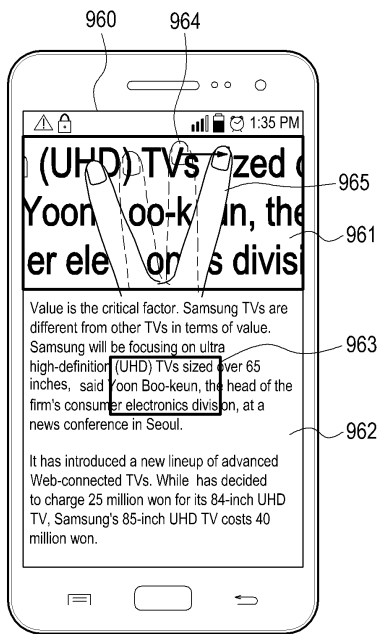 960
964
1:35 PM
(UHD) TVs zed
965
Yoon oo-k un, the
961
er ele on s divisi
Value is the critical factor. Samsung TVs are
different from other TVs in terms of value.
Samsung will be focusing on ultra
963
high-definition (UHD) TVs sized over 65
inches, said Yoon Boo-keun, the head of the
firm's consumer electronics division, at a
news conference in Seoul.
962
It has introduced a new lineup of advanced
Web-connected TVs. While has decided
to charge 25 million won for its 84-inch UHD
TV, Samsung's 85-inch UHD TV costs 40
million won.